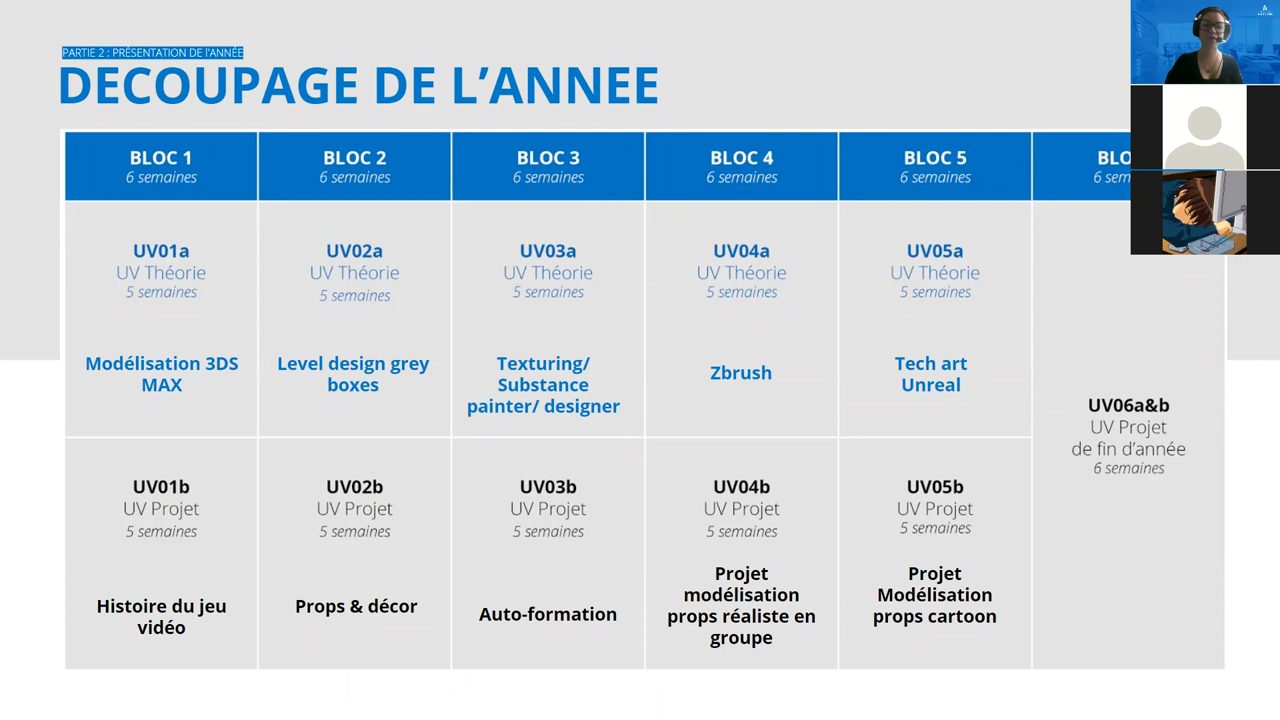 PARTIE 2 : PRÉSENTATION DE l'ANNÉE
DECOUPAGE DE L’ANNEE
BLOC 1
6 semaines
BLOC 2
6 semaines
BLOC 3
6 semaines
BLOC 4
6 semaines
BLOC 5
6 semaines
BLO
6 sem
UV01a
UV Théorie
5 semaines
Modélisation 3DS
MAX
UV02a
UV Théorie
5 semaines
Level design grey
boxes
UV03a
UV Théorie
5 semaines
Texturing/
Substance
painter/ designer
UV04a
UV Théorie
5 semaines
Zbrush
UV05a
UV Théorie
5 semaines
Tech art
Unreal
UV06a&b
UV Projet
de fin d’année
6 semaines
UV01b
UV Projet
5 semaines
Histoire du jeu
vidéo
UV02b
UV Projet
5 semaines
Props & décor
UV03b
UV Projet
5 semaines
Auto-formation
UV04b
UV Projet
5 semaines
Projet
modélisation
props réaliste en
groupe
UV05b
UV Projet
5 semaines
Projet
Modélisation
props cartoon